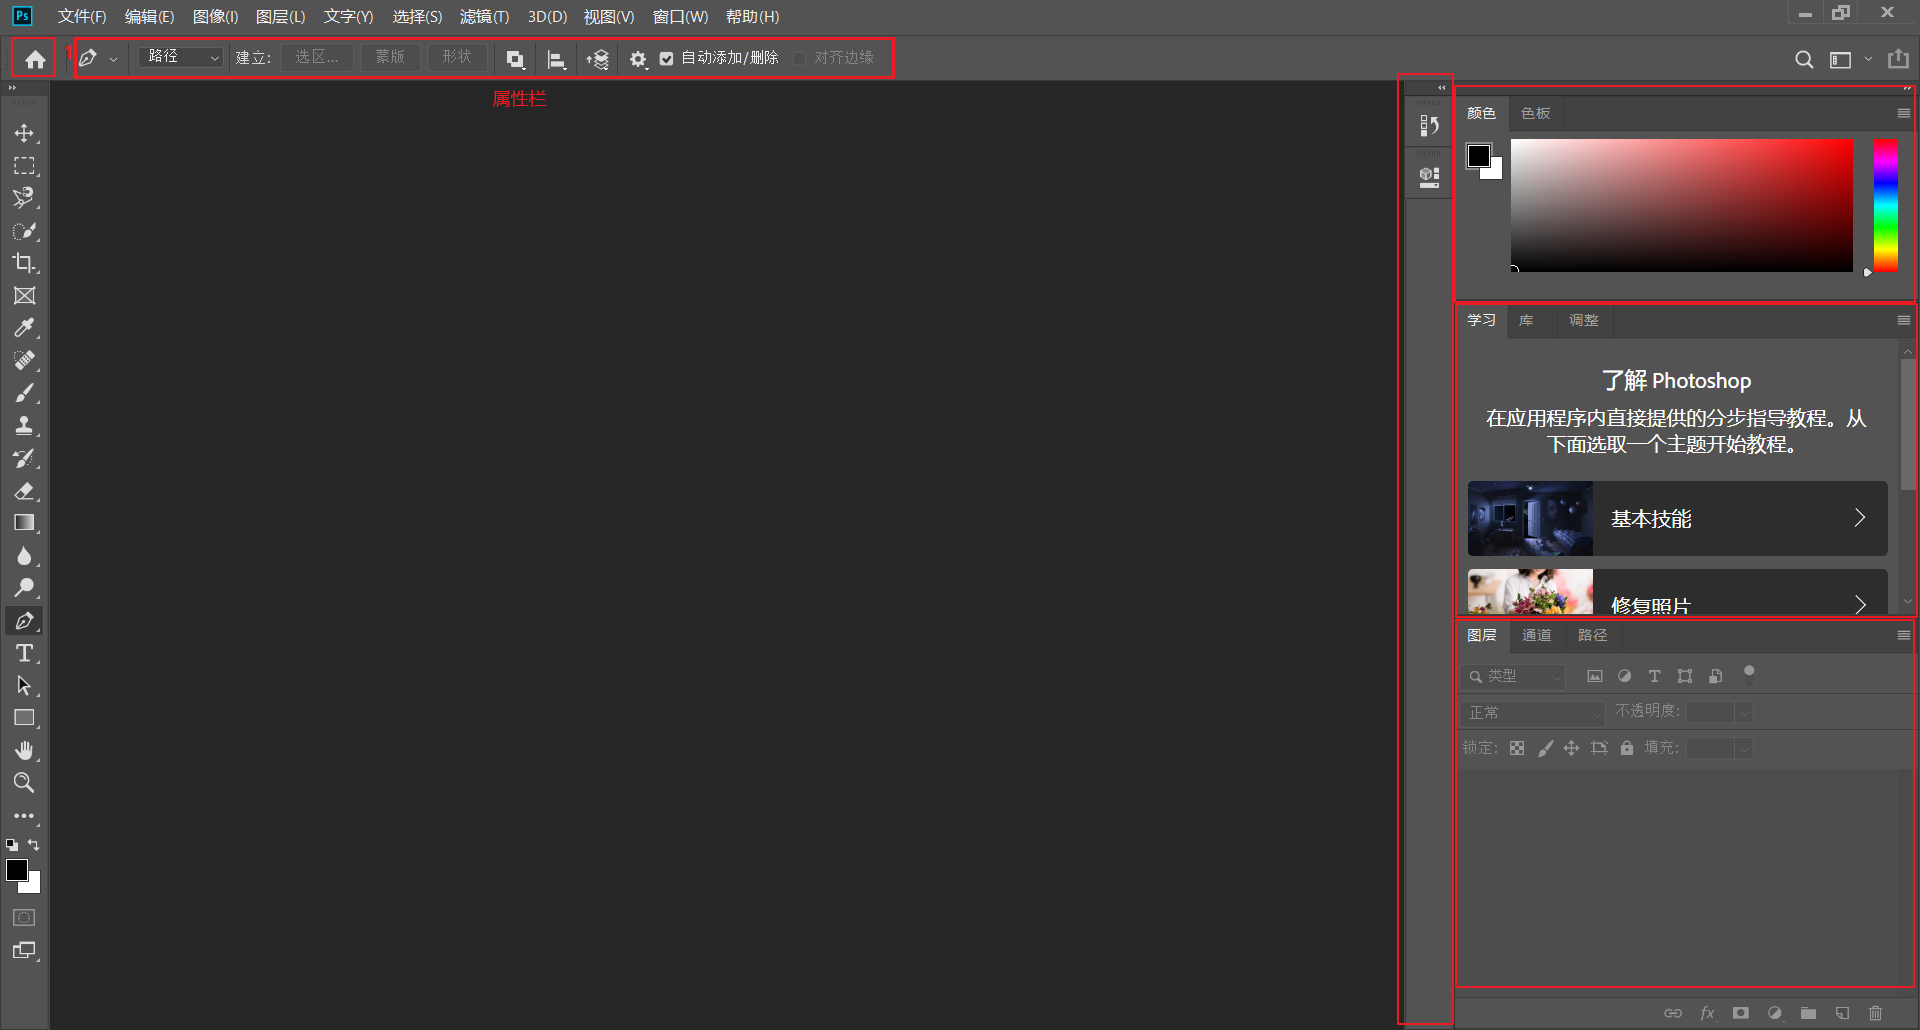 Ps 文件(F) 编辑(E) 图像(I) 图层(L) 文字(Y) 选择(S) 滤镜(T) 3D(D) 视图(V) 窗口(W) 帮助(H)
1 路径 建立: 选区... 蒙版 形状 自动添加/删除 对齐边缘
属性栏
颜色 色板
学习 库 调整
了解 Photoshop
在应用程序内直接提供的分步指导教程。从
下面选取一个主题开始教程。
基本技能
修复照片
图层 通道 路径
类型
正常 不透明度:
锁定: 填充:
fx